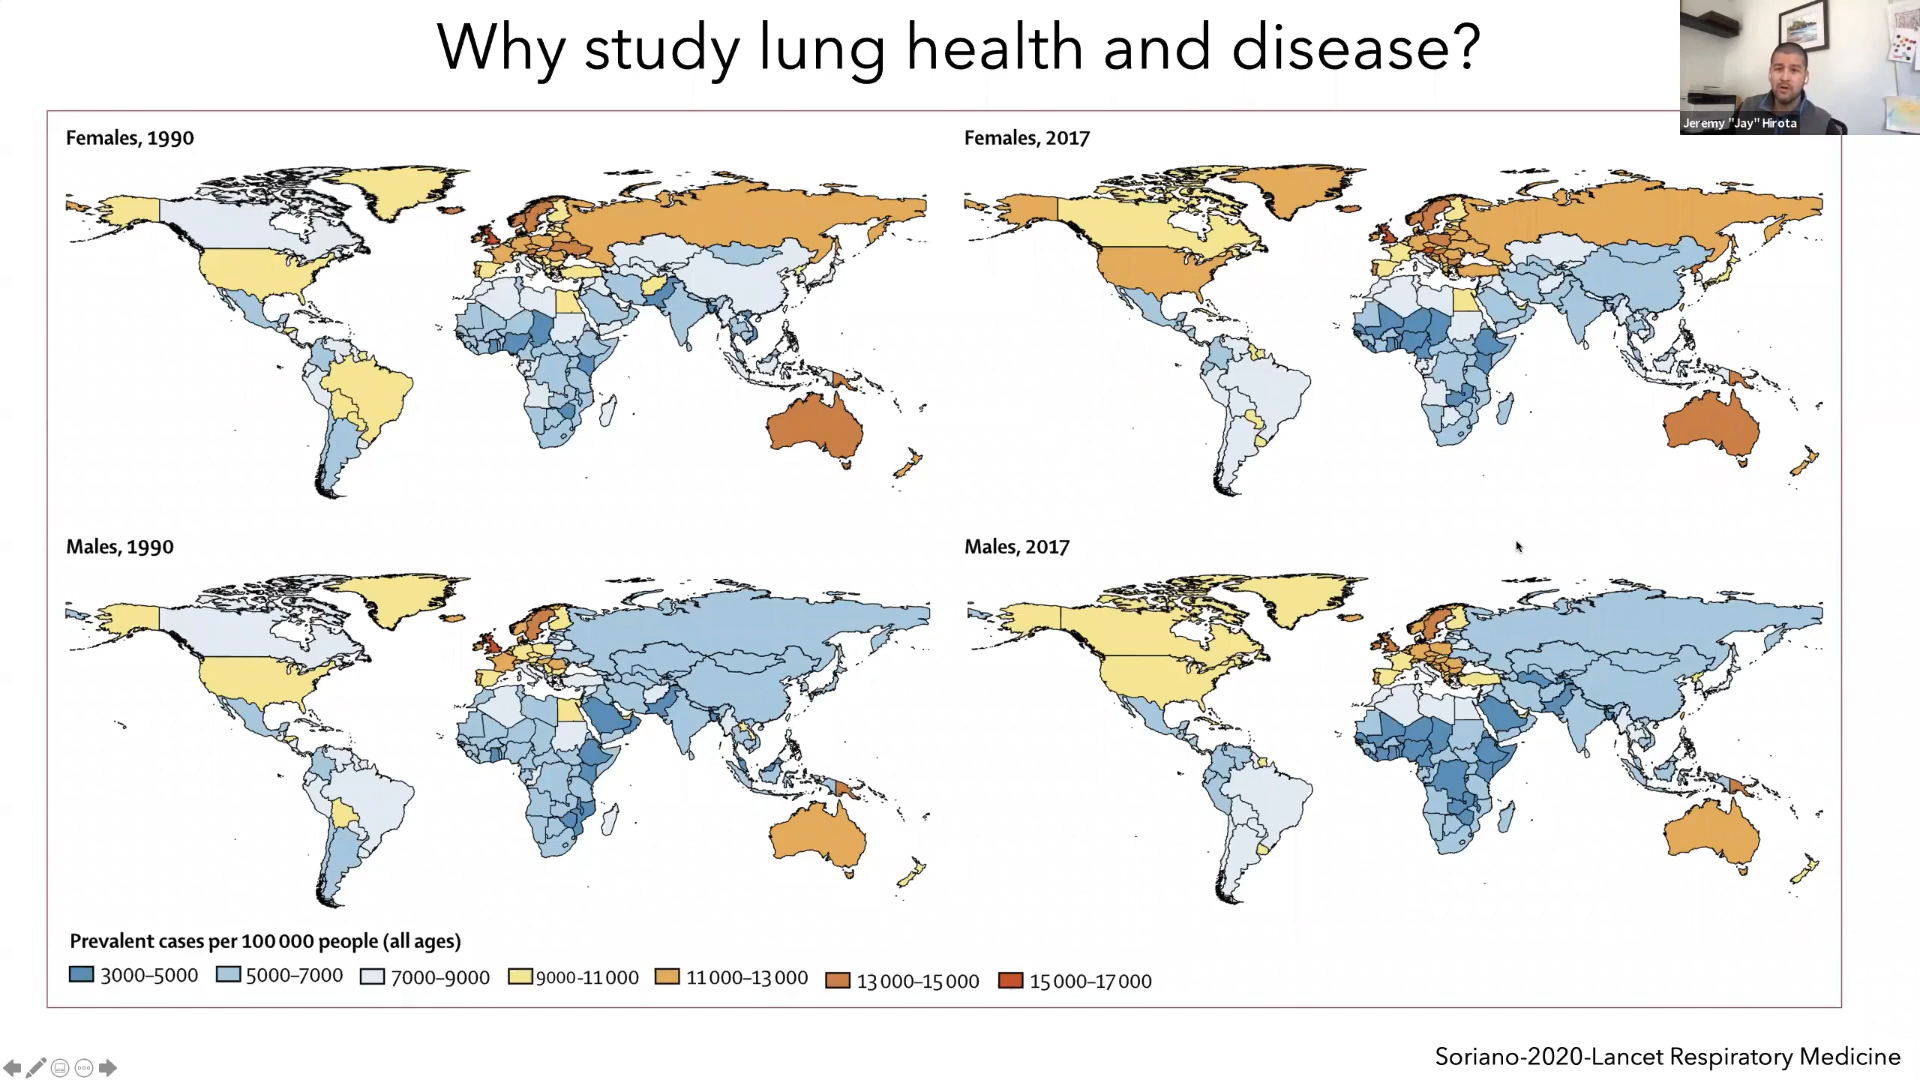 Why study lung health and disease?
Jeremy "Jay" Hirota
Females, 1990
Females, 2017
Males, 1990
Males, 2017
Prevalent cases per 100 000 people (all ages)
3000–5000
5000–7000
7000–9000
9000-11 000
11 000–13 000
13 000–15 000
15 000–17 000
Soriano-2020-Lancet Respiratory Medicine